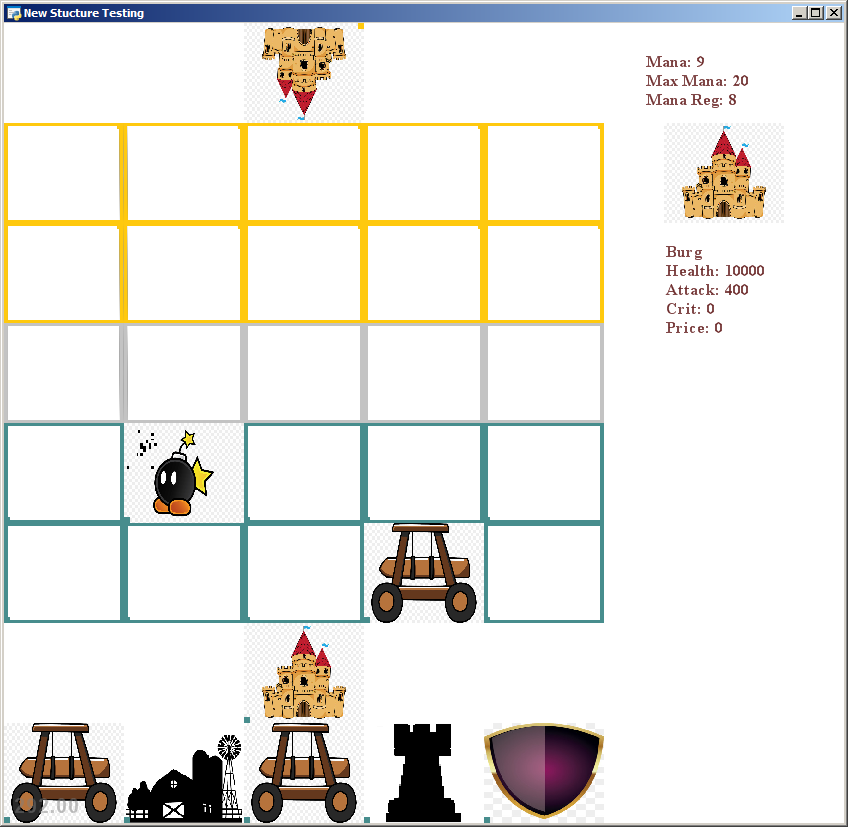 New Stucture Testing
Mana: 9
Max Mana: 20
Mana Reg: 8
Burg
Health: 10000
Attack: 400
Crit: 0
Price: 0